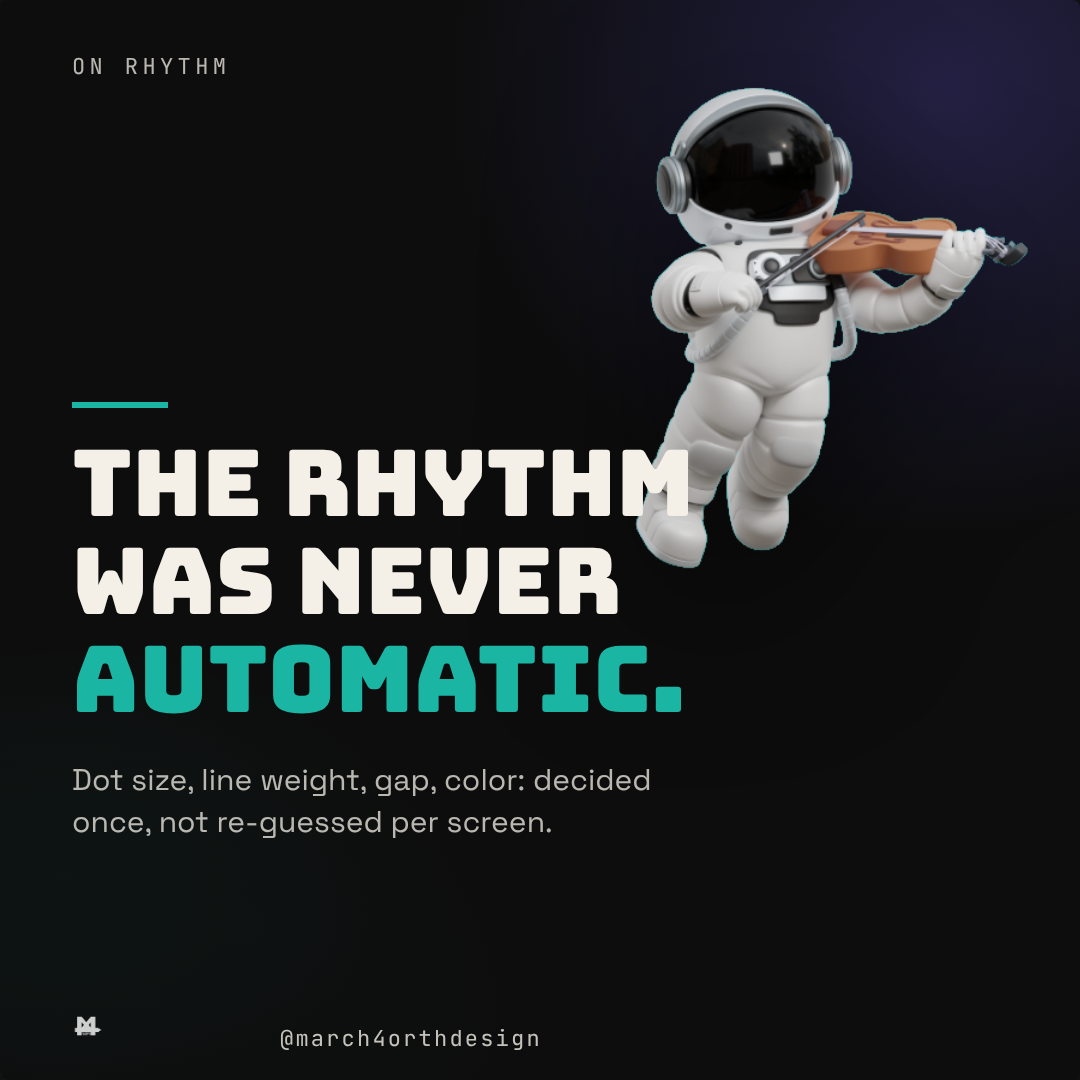 ON RHYTHM
THE RHYTHM
WAS NEVER
AUTOMATIC.
Dot size, line weight, gap, color: decided
once, not re-guessed per screen.
@march4orthdesign